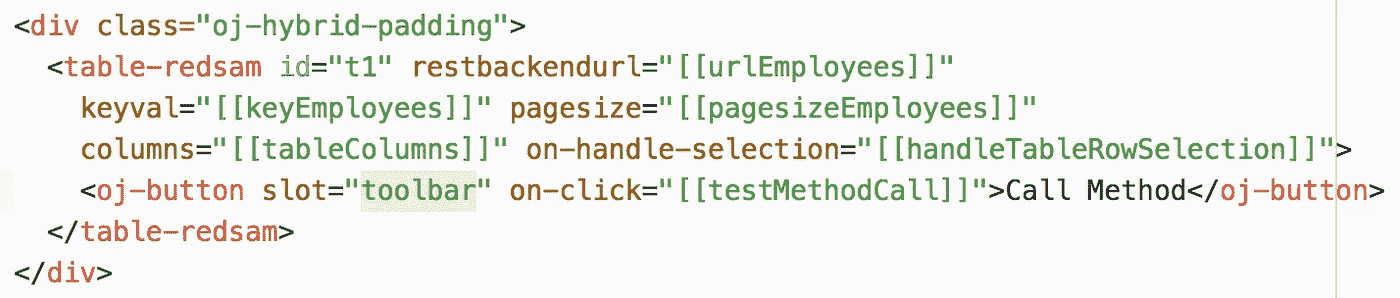 <div class="oj-hybrid-padding">
  <table-redsam id="t1" restbackendurl="[[urlEmployees]]"
    keyval="[[keyEmployees]]" pagesize="[[pagesizeEmployees]]"
    columns="[[tableColumns]]" on-handle-selection="[[handleTableRowSelection]]">
    <oj-button slot="toolbar" on-click="[[testMethodCall]]">Call Method</oj-button>
  </table-redsam>
</div>